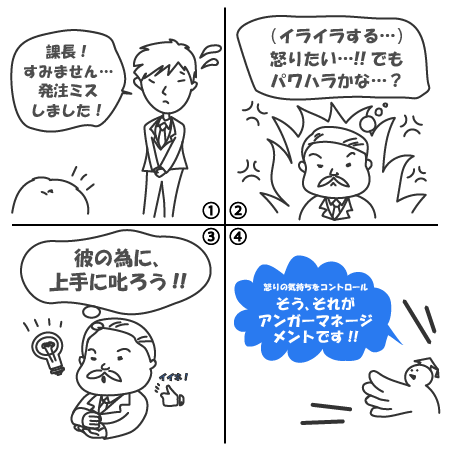 課長！
すみません…
発注ミス
しました！
①
（イライラする…）
怒りたい…!! でも
パワハラかな…？
②
③
彼の為に、
上手に叱ろう!!
イイネ！
④
怒りの気持ちをコントロール
そう、それが
アンガーマネージ
メントです!!